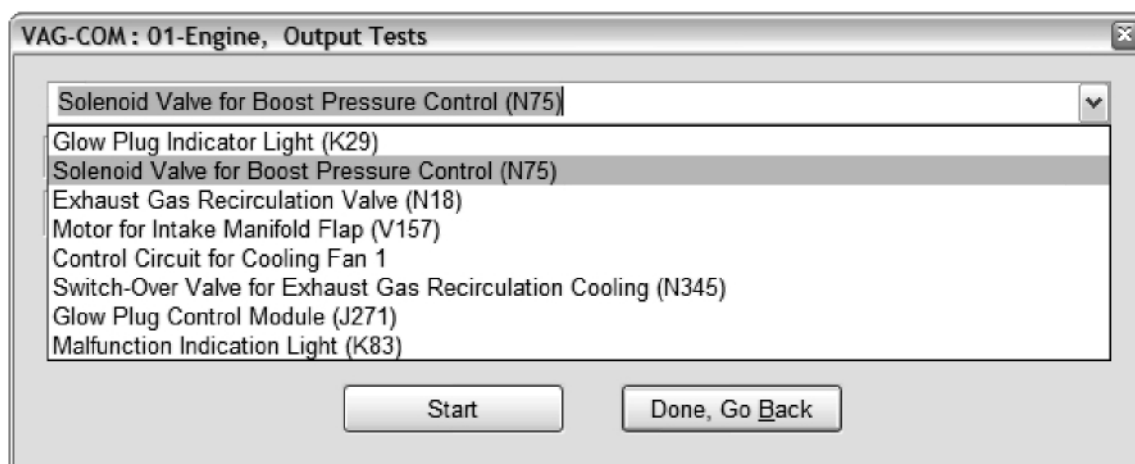 VAG-COM: 01-Engine, Output Tests
Solenoid Valve for Boost Pressure Control (N75)
Glow Plug Indicator Light (K29)
Solenoid Valve for Boost Pressure Control (N75)
Exhaust Gas Recirculation Valve (N18)
Motor for Intake Manifold Flap (V157)
Control Circuit for Cooling Fan 1
Switch-Over Valve for Exhaust Gas Recirculation Cooling (N345)
Glow Plug Control Module (J271)
Malfunction Indication Light (K83)
Start
Done, Go Back